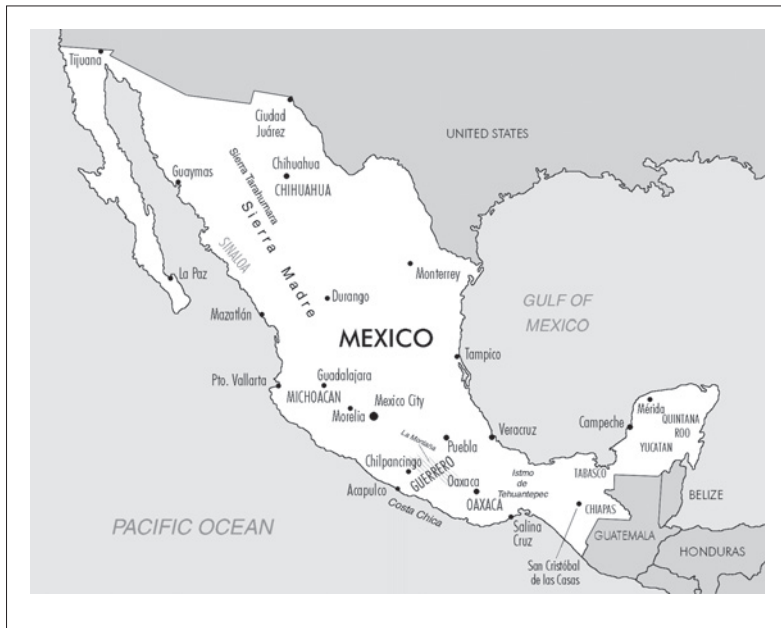 Tijuana
Ciudad
Juárez
UNITED STATES
Chihuahua
CHIHUAHUA
Sierra Tarahumara
Guaymas
Sierra Madre
SINALOA
La Paz
Monterrey
Durango
Mazatlán
GULF OF
MEXICO
MEXICO
Tampico
Pto. Vallarta
Guadalajara
MICHOACAN
Mexico City
Morelia
Mérida
Campeche
QUINTANA
ROO
YUCATAN
Veracruz
La Montaña
Puebla
Chilpancingo
GUERRERO
Acapulco
Costa Chica
Oaxaca
OAXACA
Istmo
de
Tehuantepec
TABASCO
CHIAPAS
BELIZE
GUATEMALA
HONDURAS
Salina
Cruz
San Cristóbal
de las Casas
PACIFIC OCEAN